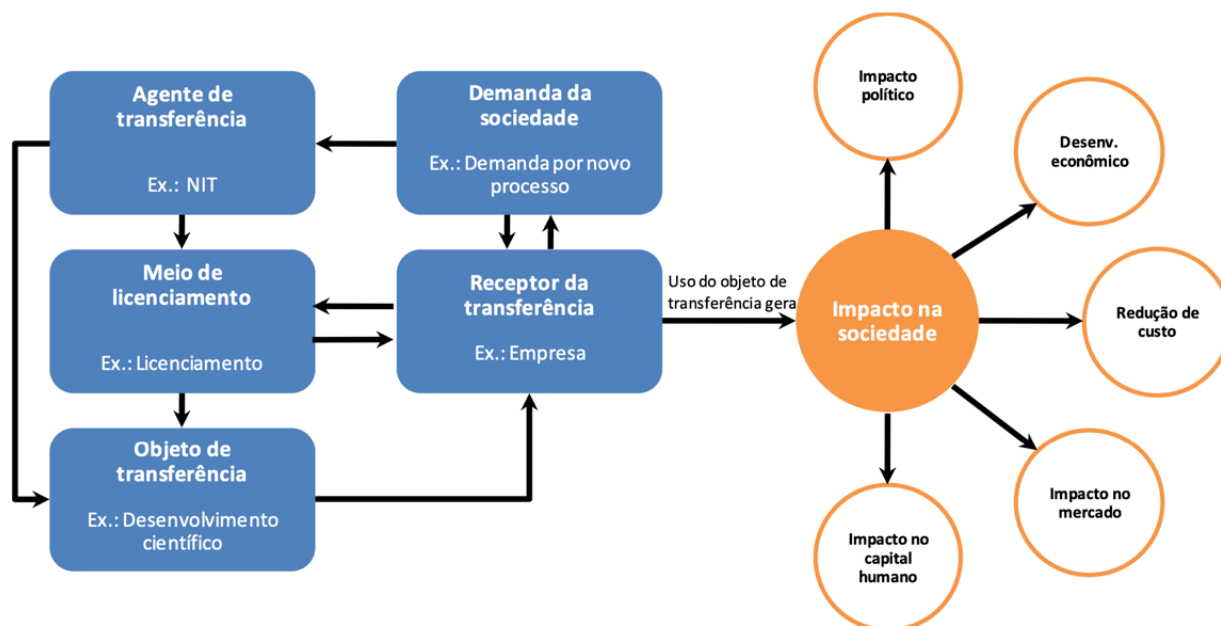 Agente de
transferência
Ex.: NIT
Demanda da
sociedade
Ex.: Demanda por novo
processo
Meio de
licenciamento
Ex.: Licenciamento
Receptor da
transferência
Ex.: Empresa
Objeto de
transferência
Ex.: Desenvolvimento
científico
Uso do objeto de
transferência gera
Impacto na
sociedade
Impacto
político
Desenv.
econômico
Redução de
custo
Impacto no
mercado
Impacto no
capital
humano